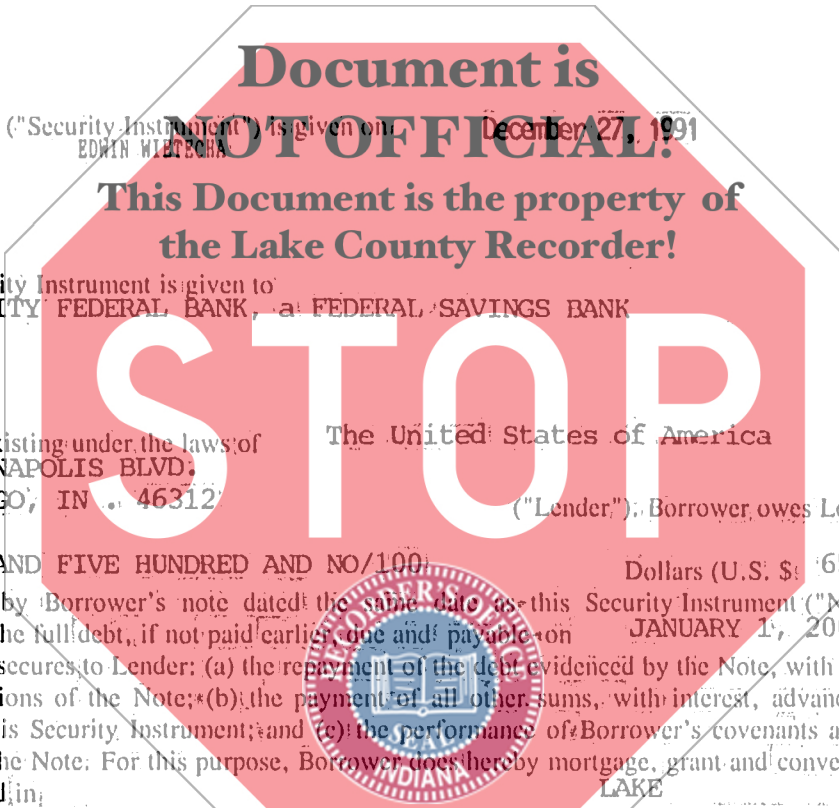 Document is
NOT OFFICIAL!
This Document is the property of
the Lake County Recorder!
STOP
("Security Instrument") is given on December 27, 1991
EDWIN WIETECHA
ity Instrument is given to
ITY FEDERAL BANK, a FEDERAL SAVINGS BANK
isting under the laws of The United States of America
NAPOLIS BLVD.
GO, IN . 46312
("Lender"). Borrower owes Le
AND FIVE HUNDRED AND NO/100 Dollars (U.S. $ 6
by Borrower's note dated the same date as this Security Instrument ("N
he full debt, if not paid earlier, due and payable on JANUARY 1, 20
secures to Lender: (a) the repayment of the debt evidenced by the Note, with
ions of the Note; (b) the payment of all other sums, with interest, advanc
is Security Instrument; and (c) the performance of Borrower's covenants a
he Note. For this purpose, Borrower does hereby mortgage, grant and conve
d in LAKE
RECORDER'S OFFICE
SEAL
INDIANA